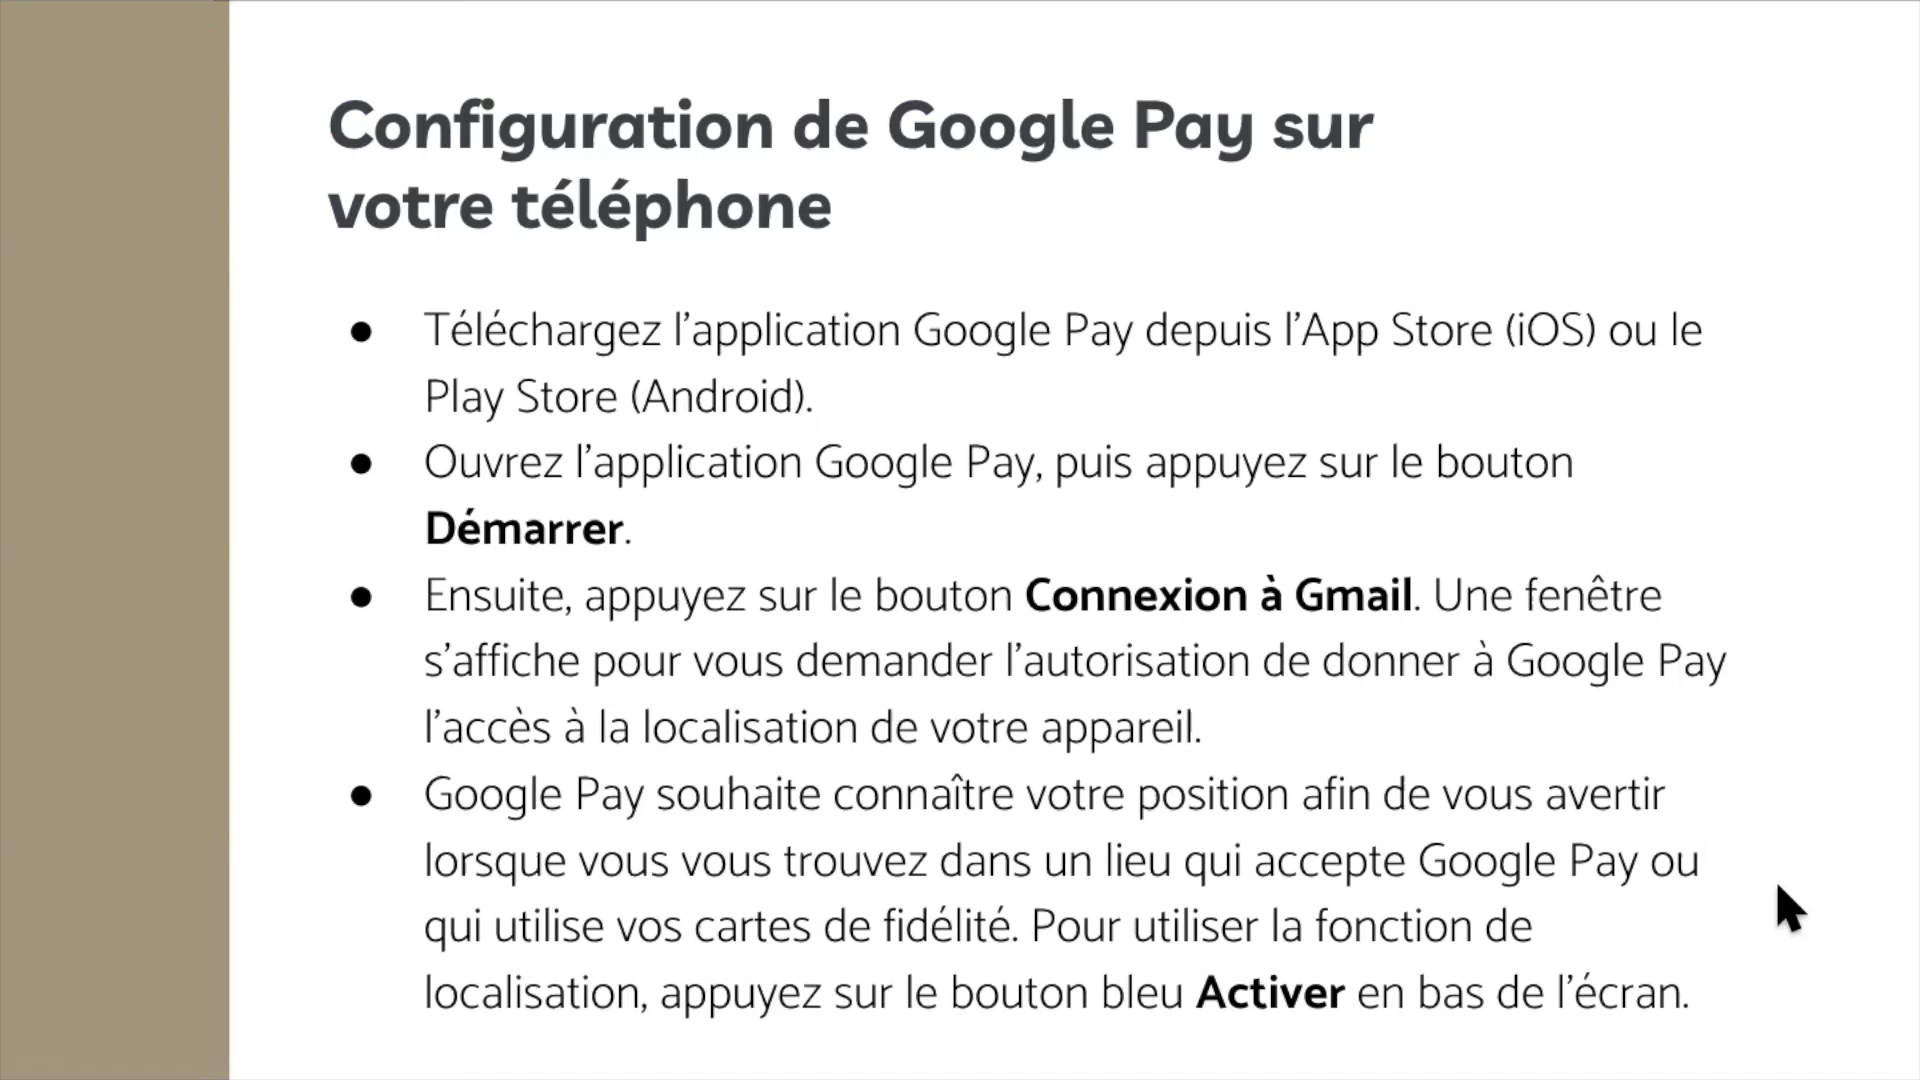 Configuration de Google Pay sur
votre téléphone
● Téléchargez l’application Google Pay depuis l’App Store (iOS) ou le
Play Store (Android).
● Ouvrez l’application Google Pay, puis appuyez sur le bouton
Démarrer.
● Ensuite, appuyez sur le bouton Connexion à Gmail. Une fenêtre
s’affiche pour vous demander l’autorisation de donner à Google Pay
l’accès à la localisation de votre appareil.
● Google Pay souhaite connaître votre position afin de vous avertir
lorsque vous vous trouvez dans un lieu qui accepte Google Pay ou
qui utilise vos cartes de fidélité. Pour utiliser la fonction de
localisation, appuyez sur le bouton bleu Activer en bas de l’écran.